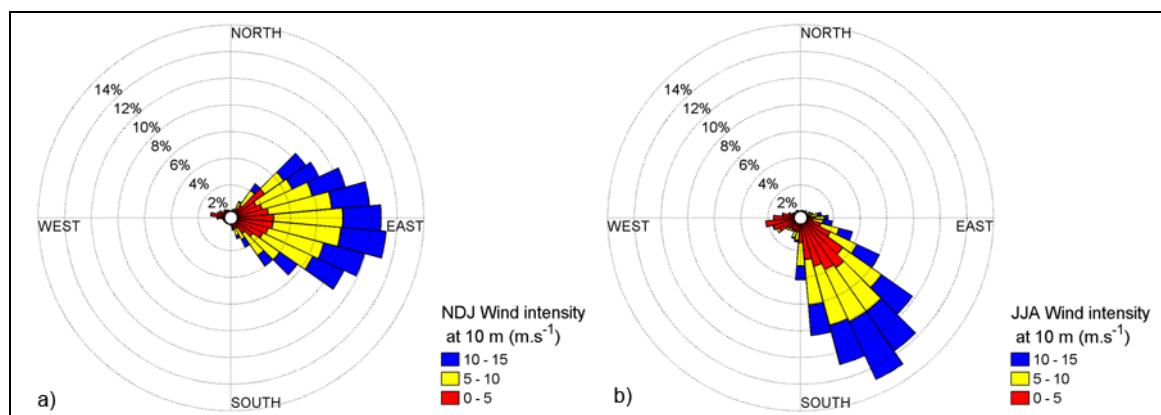 NORTH
14%
12%
10%
8%
6%
4%
2%
WEST
EAST
SOUTH
NDJ Wind intensity
at 10 m (m.s-1)
10 - 15
5 - 10
0 - 5
a)
NORTH
14%
12%
10%
8%
6%
4%
2%
WEST
EAST
SOUTH
JJA Wind intensity
at 10 m (m.s-1)
10 - 15
5 - 10
0 - 5
b)